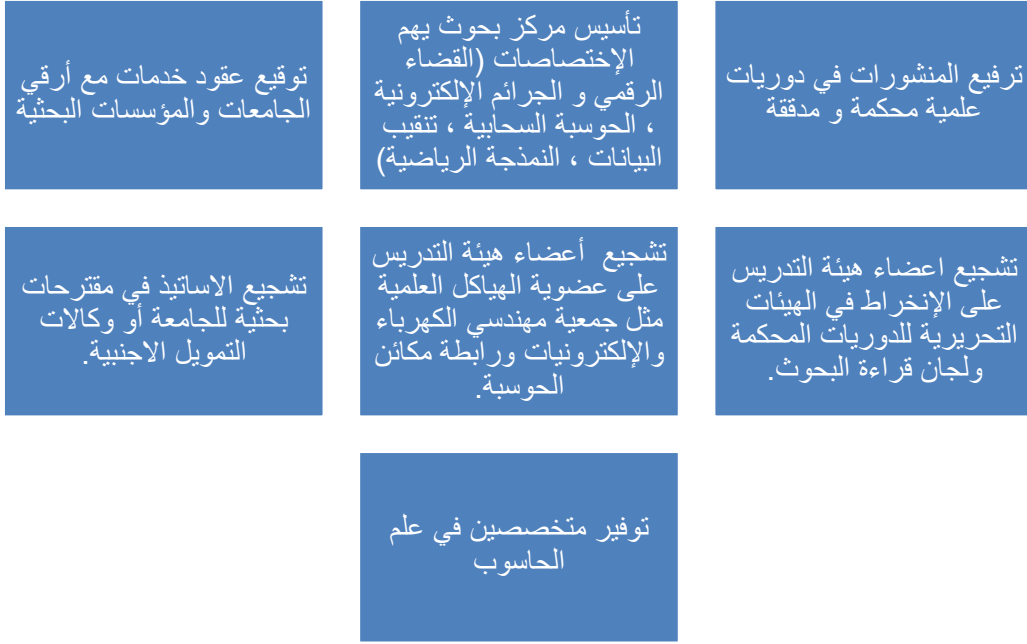 ترفيع المنشورات في دوريات
علمية محكمة و مدققة
تأسيس مركز بحوث يهم
الإختصاصات (القضاء
الرقمي و الجرائم الإلكترونية
، الحوسبة السحابية ، تنقيب
البيانات ، النمذجة الرياضية)
توقيع عقود خدمات مع أرقي
الجامعات والمؤسسات البحثية
تشجيع اعضاء هيئة التدريس
على الإنخراط في الهيئات
التحريرية للدوريات المحكمة
ولجان قراءة البحوث.
تشجيع أعضاء هيئة التدريس
على عضوية الهياكل العلمية
مثل جمعية مهندسي الكهرباء
والإلكترونيات ورابطة مكائن
الحوسبة.
تشجيع الاساتيذ في مقترحات
بحثية للجامعة أو وكالات
التمويل الاجنبية.
توفير متخصصين في علم
الحاسوب